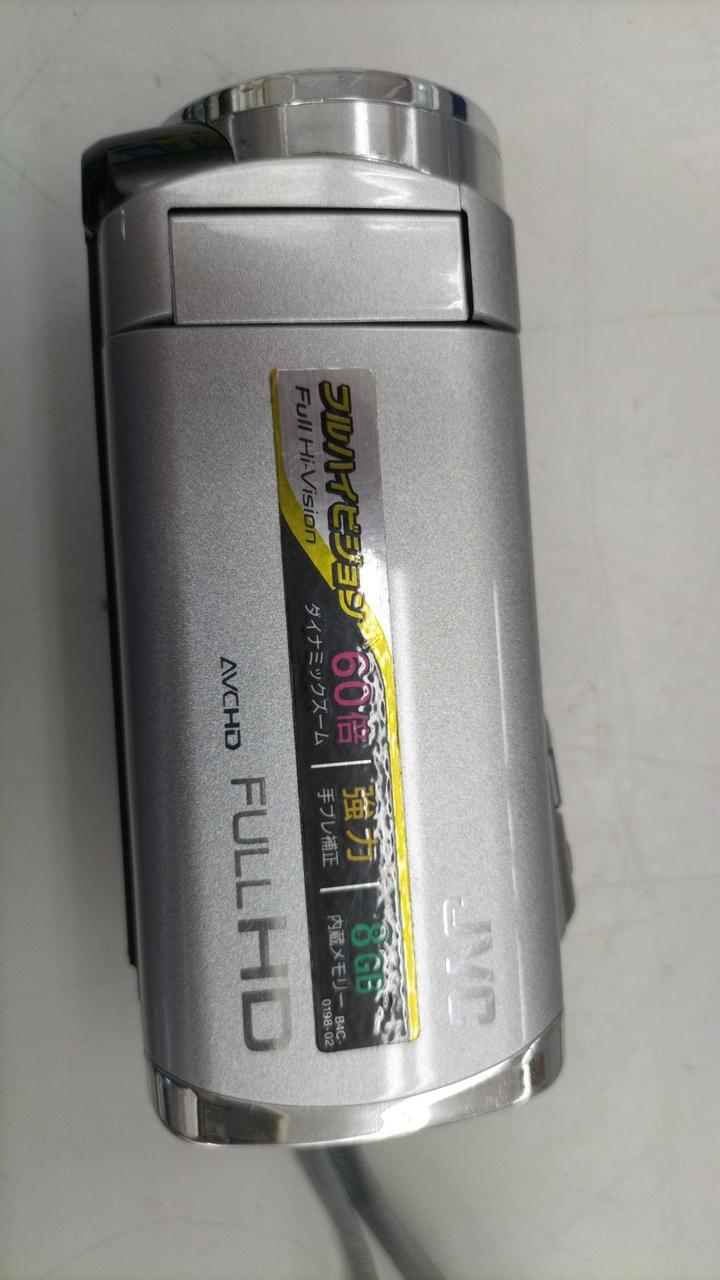 JVC
フルハイビジョン
Full Hi-Vision
60倍
ダイナミックズーム
強力
手ブレ補正
8GB
内蔵メモリー
B4C-
0198-02
AVCHD
FULL HD